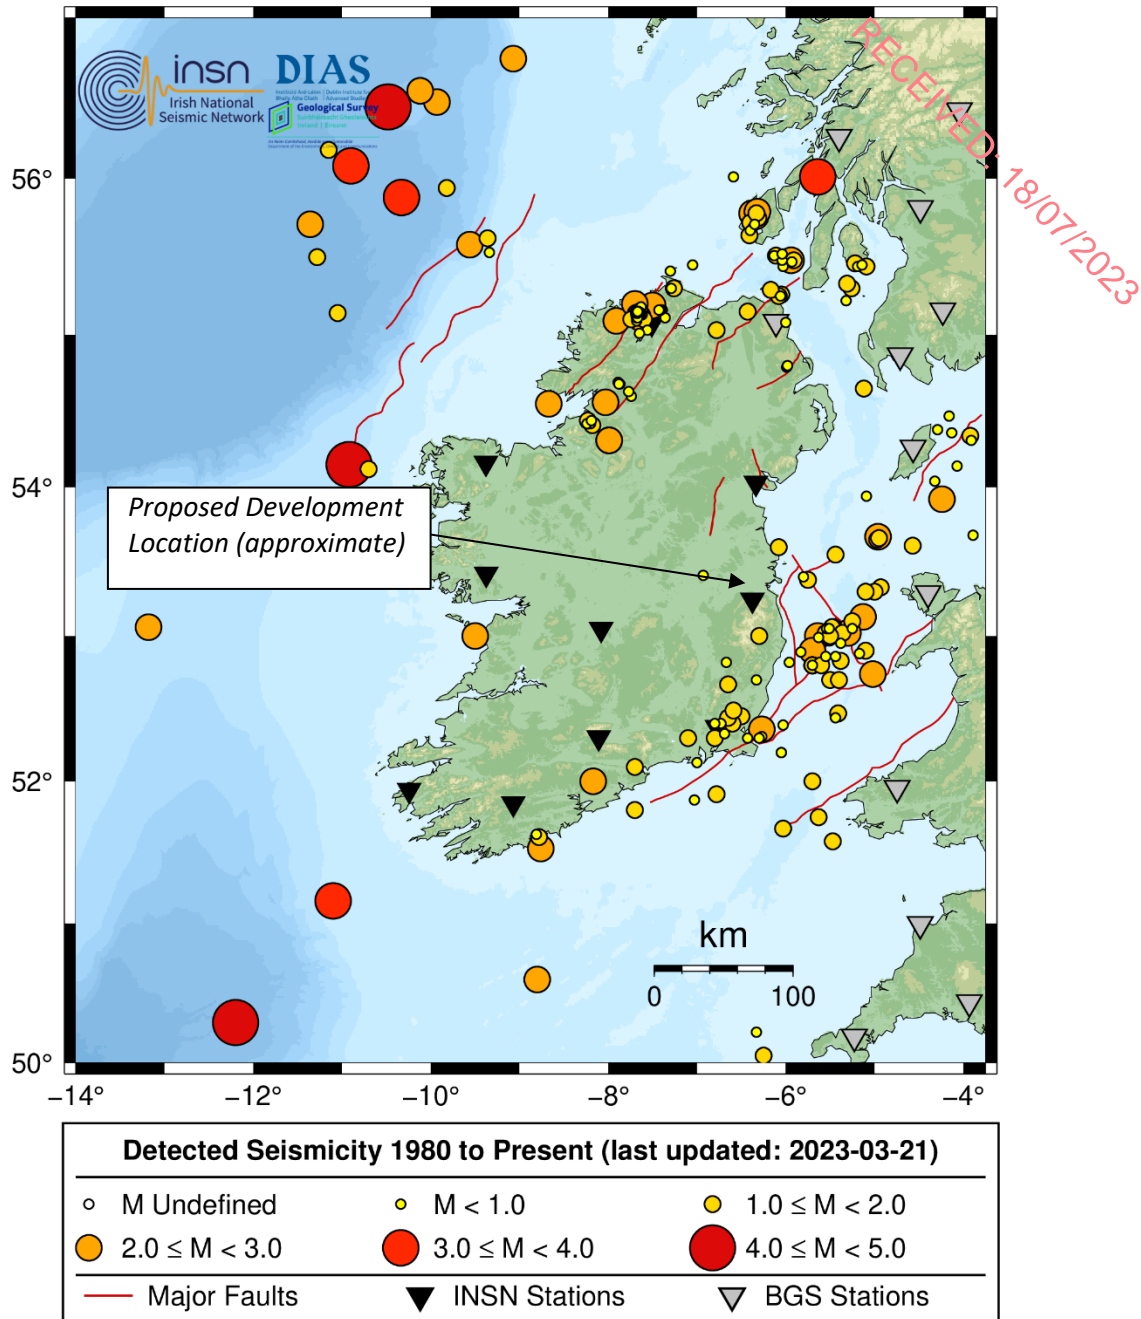 insn
Irish National
Seismic Network
DIAS
Geological Survey
RECEIVED: 18/07/2023
56°
54°
52°
50°
Proposed Development
Location (approximate)
km
0 100
−14° −12° −10° −8° −6° −4°
Detected Seismicity 1980 to Present (last updated: 2023-03-21)
M Undefined M < 1.0 1.0 ≤ M < 2.0
2.0 ≤ M < 3.0 3.0 ≤ M < 4.0 4.0 ≤ M < 5.0
Major Faults INSN Stations BGS Stations